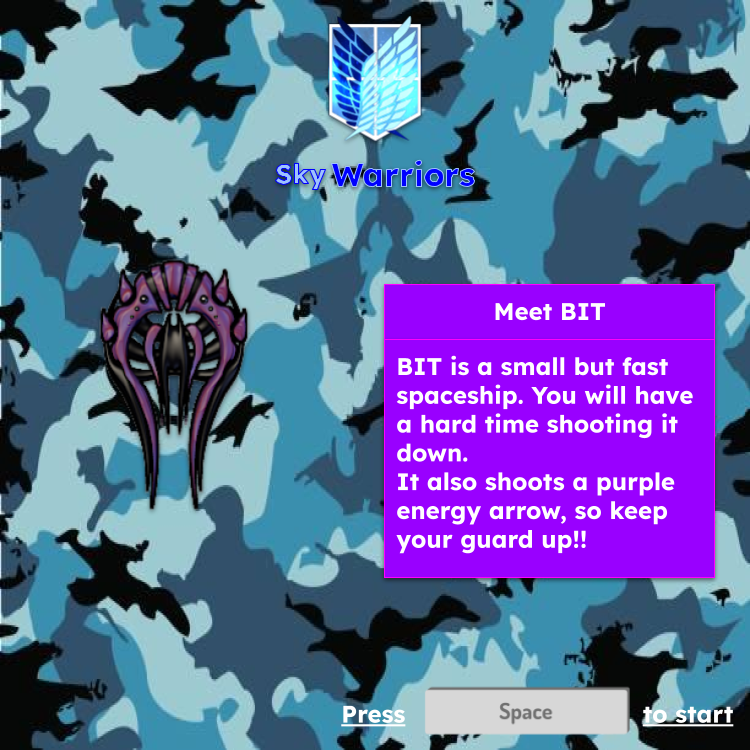 Sky Warriors
Meet BIT
BIT is a small but fast
spaceship. You will have
a hard time shooting it
down.
It also shoots a purple
energy arrow, so keep
your guard up!!
Press Space to start